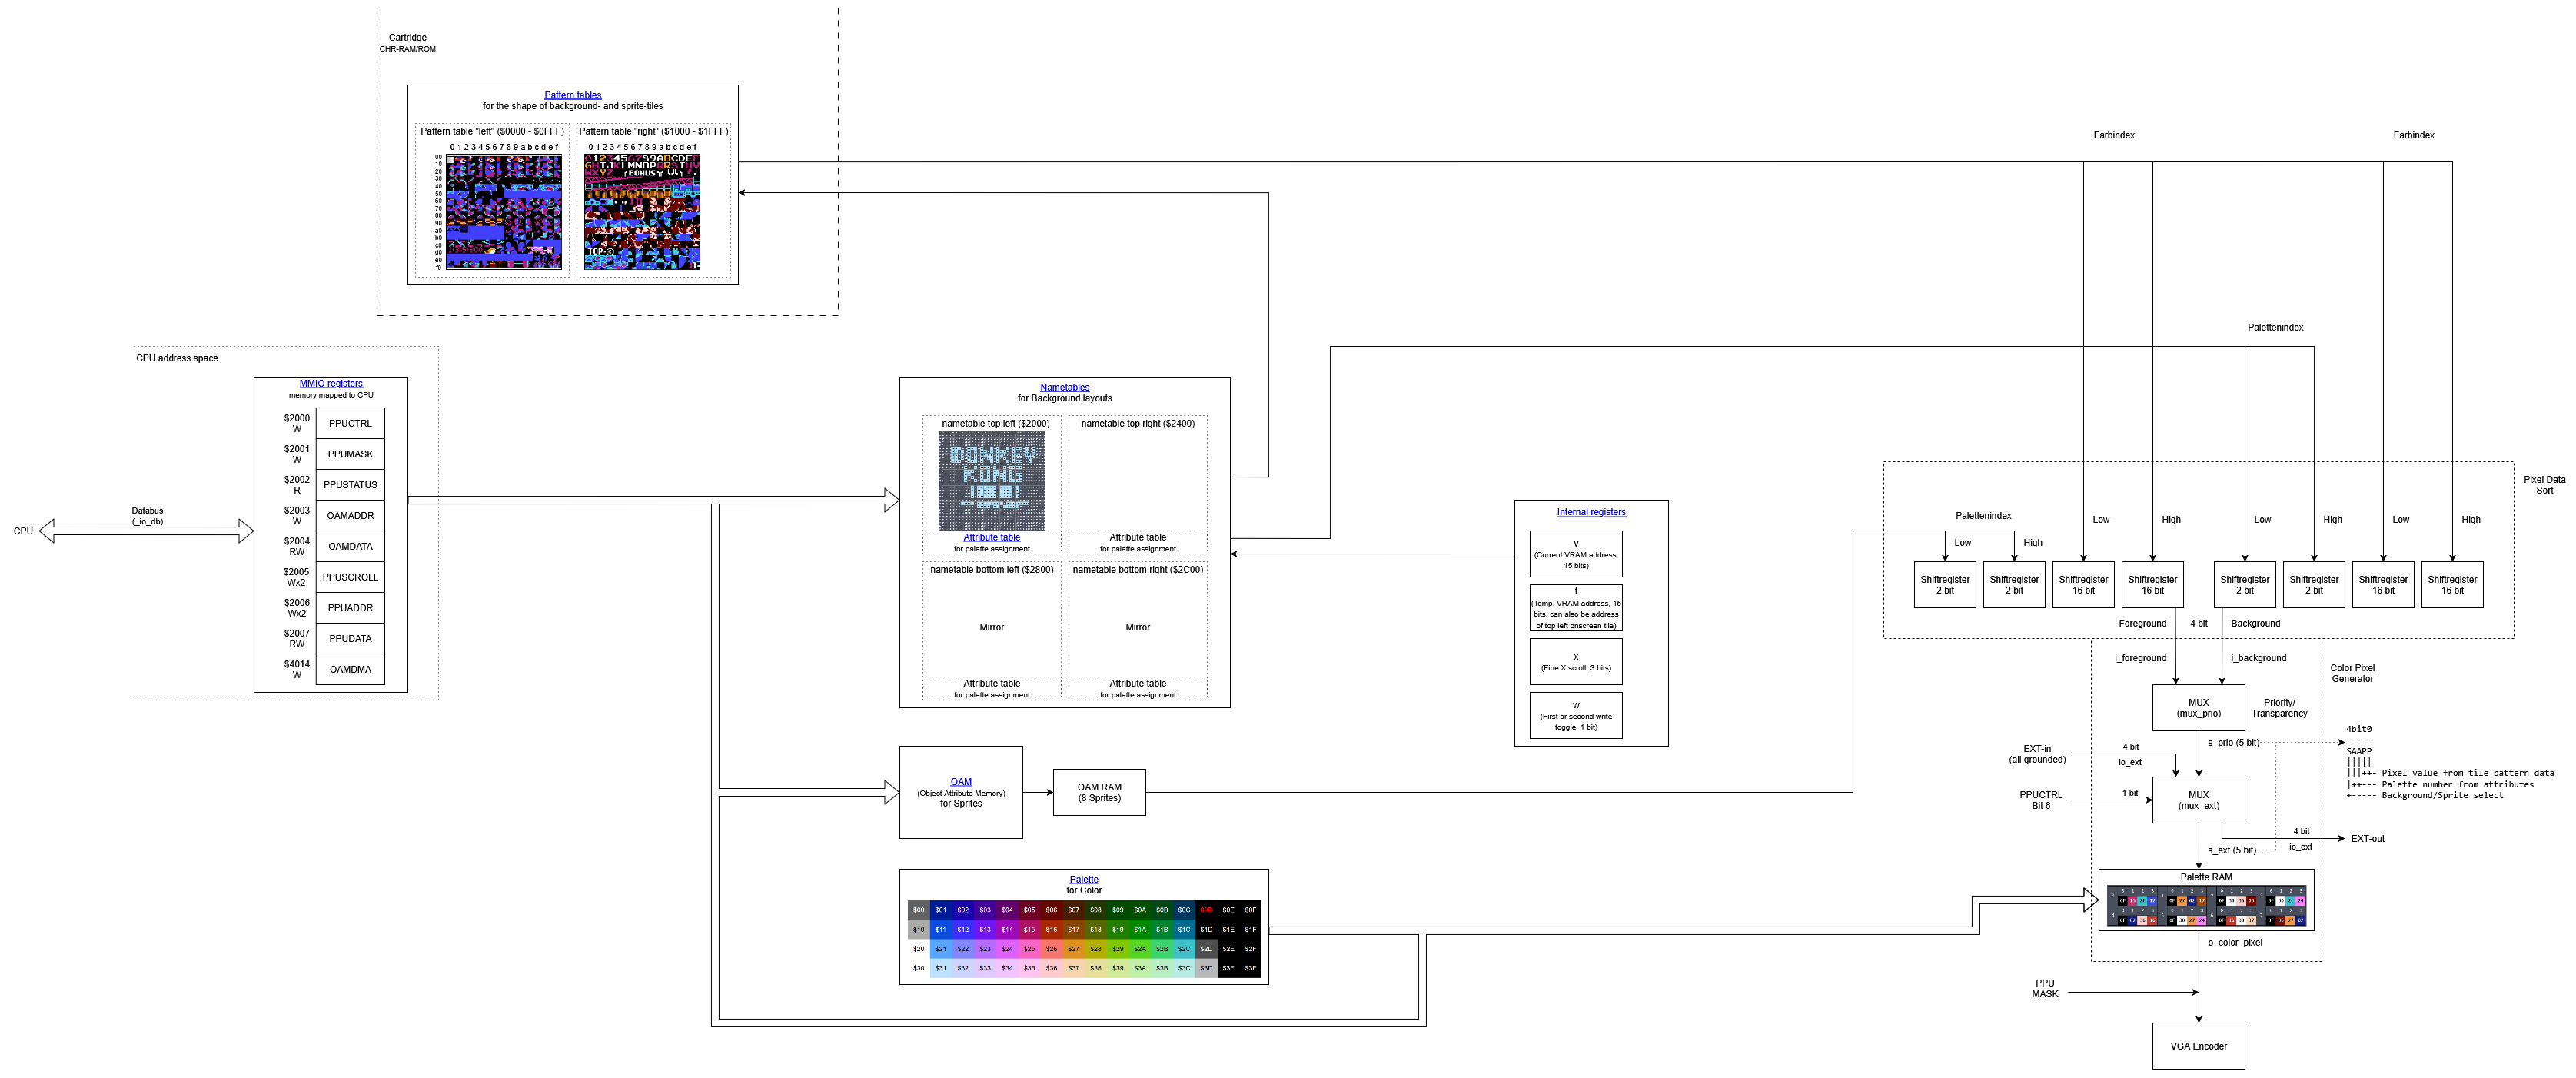 Cartridge
CHR-RAM/ROM
Pattern tables
for the shape of background- and sprite-tiles
Pattern table "left" ($0000 - $0FFF)
Pattern table "right" ($1000 - $1FFF)
0 1 2 3 4 5 6 7 8 9 a b c d e f
0 1 2 3 4 5 6 7 8 9 a b c d e f
00
10
20
30
40
50
60
70
80
90
a0
b0
c0
d0
e0
f0
0123456789ABCDEF
GHIJKLMNOPQRSTUV
WXYZ
BONUS
TOP-
Farbindex
Farbindex
Palettenindex
CPU address space
MMIO registers
memory mapped to CPU
$2000
W
PPUCTRL
$2001
W
PPUMASK
$2002
R
PPUSTATUS
$2003
W
OAMADDR
$2004
RW
OAMDATA
$2005
Wx2
PPUSCROLL
$2006
Wx2
PPUADDR
$2007
RW
PPUDATA
$4014
W
OAMDMA
CPU
Databus
(_io_db)
Nametables
for Background layouts
nametable top left ($2000)
DONKEY
KONG
Attribute table
for palette assignment
nametable top right ($2400)
Attribute table
for palette assignment
nametable bottom left ($2800)
Mirror
Attribute table
for palette assignment
nametable bottom right ($2C00)
Mirror
Attribute table
for palette assignment
Internal registers
v
(Current VRAM address,
15 bits)
t
(Temp. VRAM address, 15
bits, can also be address
of top left onscreen tile)
x
(Fine X scroll, 3 bits)
w
(First or second write
toggle, 1 bit)
OAM
(Object Attribute Memory)
for Sprites
OAM RAM
(8 Sprites)
Palette
for Color
$00 $01 $02 $03 $04 $05 $06 $07 $08 $09 $0A $0B $0C $0D $0E $0F
$10 $11 $12 $13 $14 $15 $16 $17 $18 $19 $1A $1B $1C $1D $1E $1F
$20 $21 $22 $23 $24 $25 $26 $27 $28 $29 $2A $2B $2C $2D $2E $2F
$30 $31 $32 $33 $34 $35 $36 $37 $38 $39 $3A $3B $3C $3D $3E $3F
Pixel Data
Sort
Palettenindex
Low
High
Low
High
Low
High
Low
High
Shiftregister
2 bit
Shiftregister
2 bit
Shiftregister
16 bit
Shiftregister
16 bit
Shiftregister
2 bit
Shiftregister
2 bit
Shiftregister
16 bit
Shiftregister
16 bit
Foreground
4 bit
Background
i_foreground
i_background
Color Pixel
Generator
MUX
(mux_prio)
Priority/
Transparency
s_prio (5 bit)
4bit0
-----
SAAPP
|||||
|||++- Pixel value from tile pattern data
|++--- Palette number from attributes
+----- Background/Sprite select
EXT-in
(all grounded)
4 bit
io_ext
PPUCTRL
Bit 6
1 bit
MUX
(mux_ext)
4 bit
io_ext
EXT-out
s_ext (5 bit)
Palette RAM
o_color_pixel
PPU
MASK
VGA Encoder